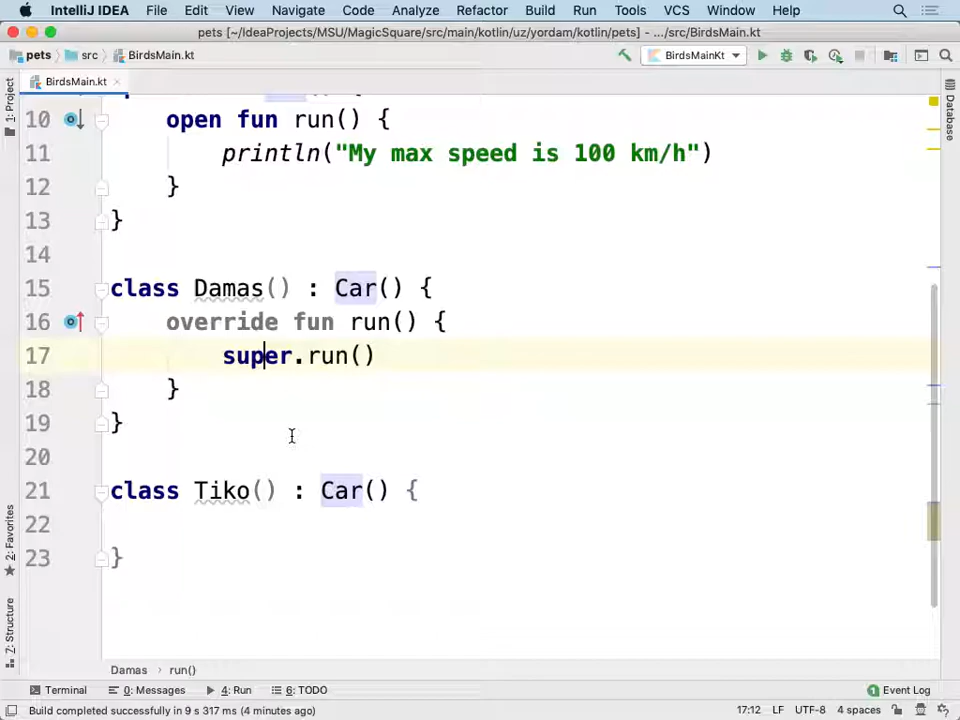 IntelliJ IDEA File Edit View Navigate Code Analyze Refactor Build Run Tools VCS Window Help
pets [~/IdeaProjects/MSU/MagicSquare/src/main/kotlin/uz/yordam/kotlin/pets] - .../src/BirdsMain.kt
pets src BirdsMain.kt BirdsMainKt
BirdsMain.kt
1: Project
Database
10 open fun run() {
11 println("My max speed is 100 km/h")
12 }
13 }
14
15 class Damas() : Car() {
16 override fun run() {
17 super.run()
18 }
19 }
20
21 class Tiko() : Car() {
22
23 }
2: Favorites
7: Structure
Damas run()
Terminal 0: Messages 4: Run 6: TODO 1 Event Log
Build completed successfully in 9 s 317 ms (4 minutes ago) 17:12 LF UTF-8 4 spaces